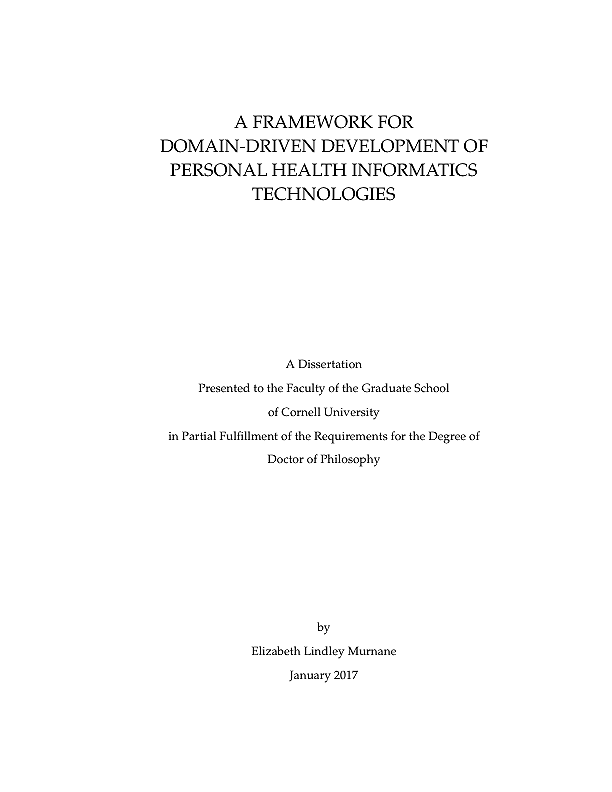 A FRAMEWORK FOR
DOMAIN-DRIVEN DEVELOPMENT OF
PERSONAL HEALTH INFORMATICS
TECHNOLOGIES
A Dissertation
Presented to the Faculty of the Graduate School
of Cornell University
in Partial Fulfillment of the Requirements for the Degree of
Doctor of Philosophy
by
Elizabeth Lindley Murnane
January 2017